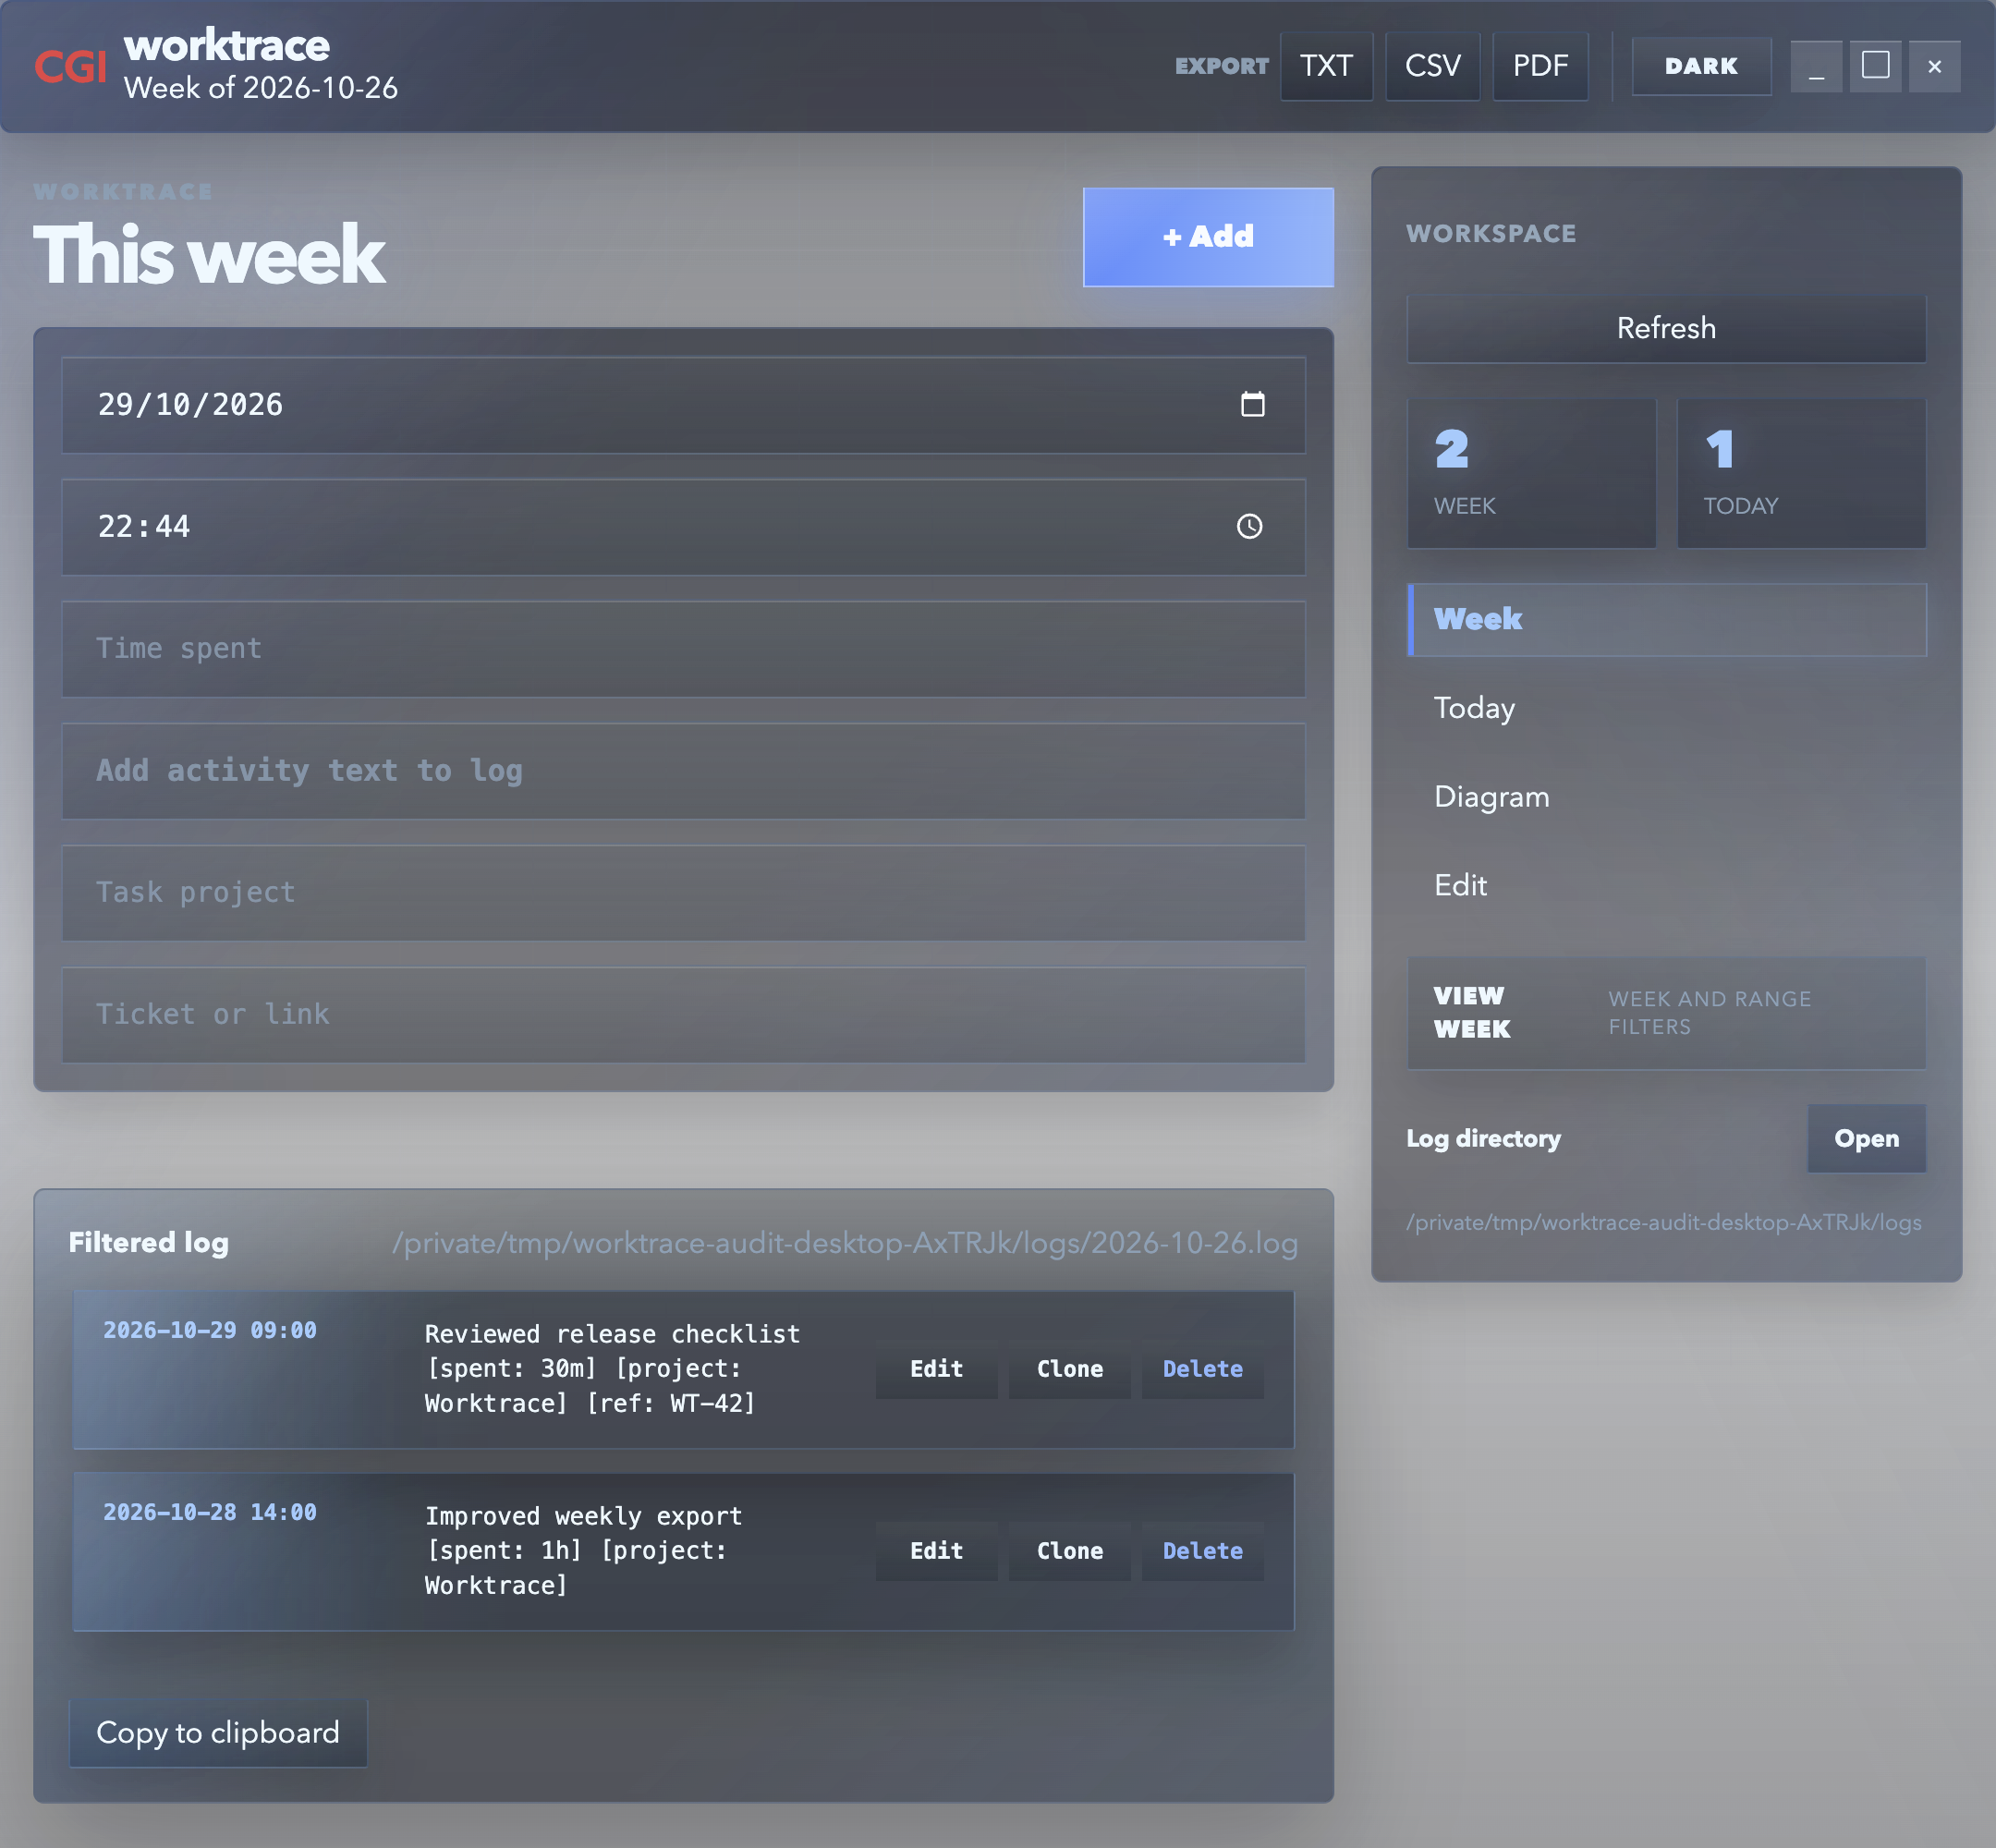 CGI
worktrace
Week of 2026-10-26
EXPORT
TXT
CSV
PDF
DARK
WORKTRACE
This week
+ Add
29/10/2026
22:44
Time spent
Add activity text to log
Task project
Ticket or link
Filtered log
/private/tmp/worktrace-audit-desktop-AxTRJk/logs/2026-10-26.log
2026-10-29 09:00
Reviewed release checklist
[spent: 30m] [project:
Worktrace] [ref: WT-42]
Edit
Clone
Delete
2026-10-28 14:00
Improved weekly export
[spent: 1h] [project:
Worktrace]
Edit
Clone
Delete
Copy to clipboard
WORKSPACE
Refresh
2
WEEK
1
TODAY
Week
Today
Diagram
Edit
VIEW
WEEK
WEEK AND RANGE
FILTERS
Log directory
Open
/private/tmp/worktrace-audit-desktop-AxTRJk/logs